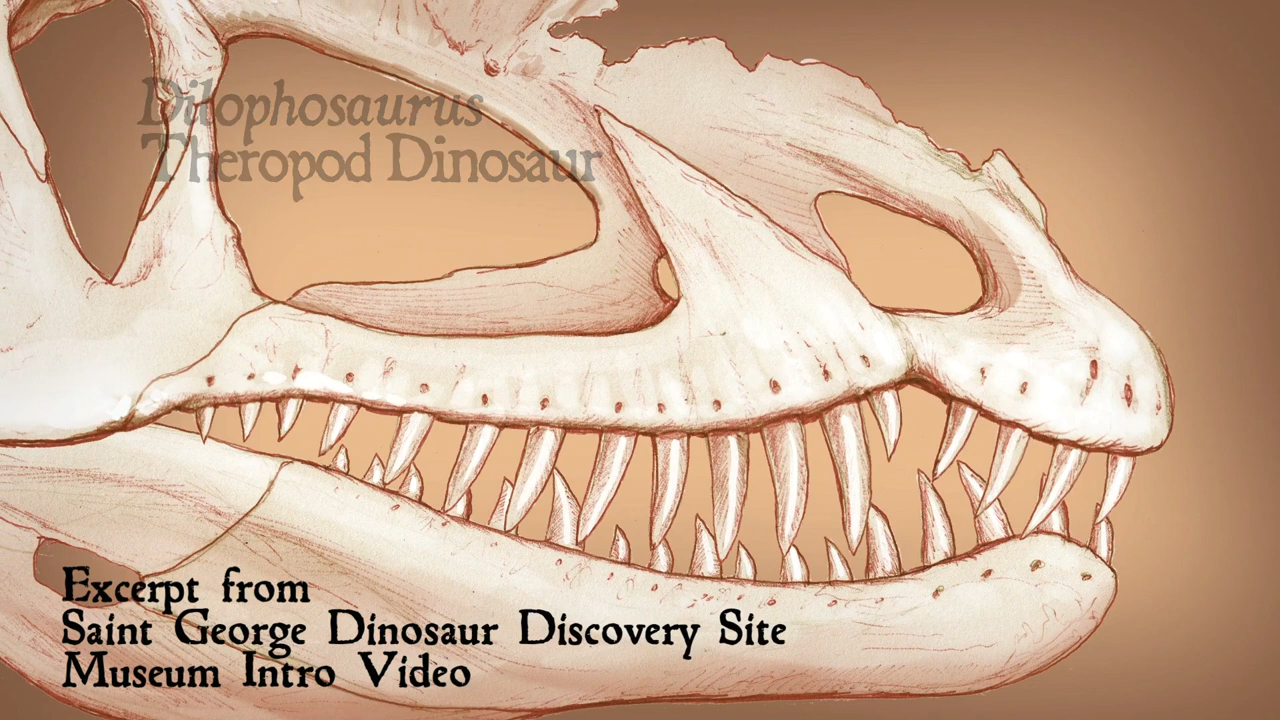 Dilophosaurus
Theropod Dinosaur
Excerpt from
Saint George Dinosaur Discovery Site
Museum Intro Video